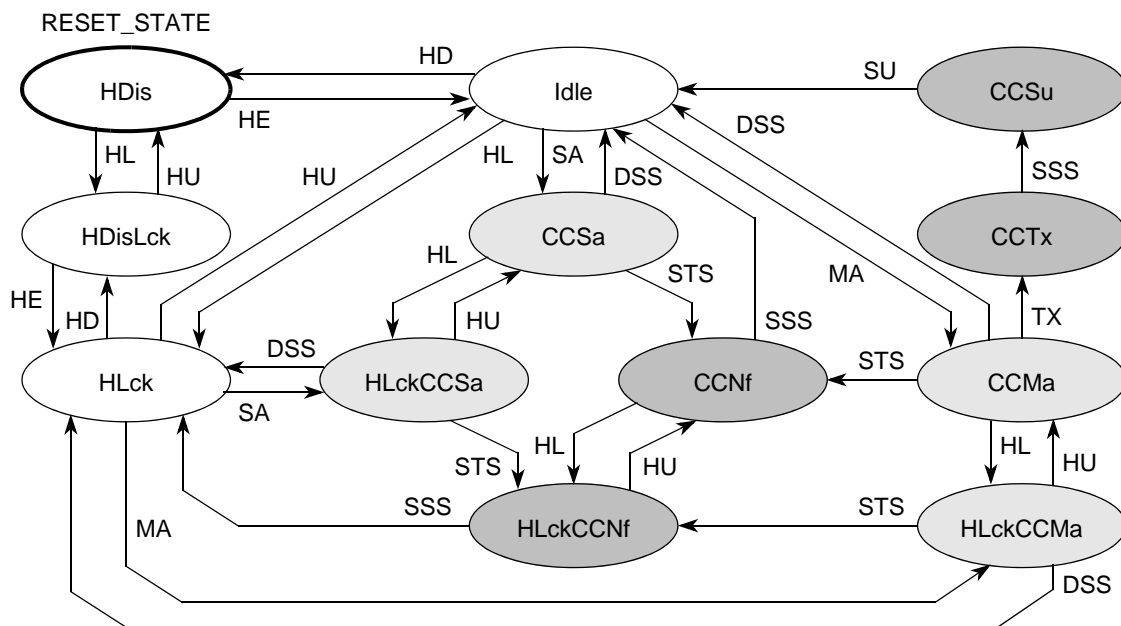 RESET_STATE
HDis
HD
HE
Idle
SU
CCSu
HL
HU
HU
HL
SA
DSS
DSS
SSS
HDisLck
CCSa
CCTx
HE
HD
HL
HU
STS
SSS
MA
TX
HLck
DSS
SA
HLckCCSa
CCNf
STS
CCMa
STS
HL
HU
HL
HU
MA
SSS
HLckCCNf
STS
HLckCCMa
DSS